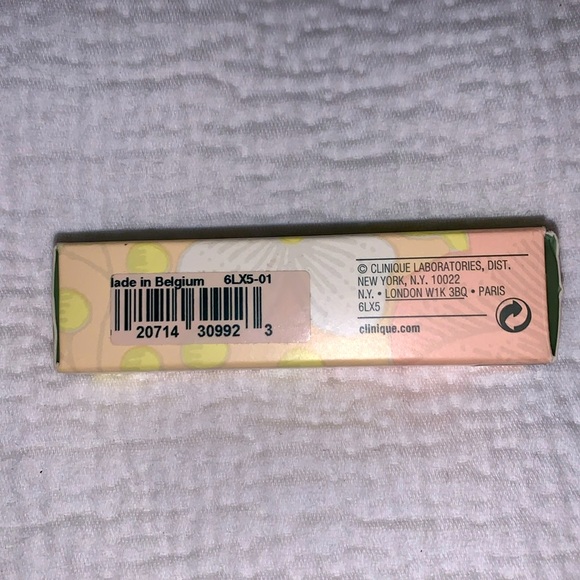 lade in Belgium 6LX5-01
20714 30992 3
© CLINIQUE LABORATORIES, DIST.
NEW YORK, N.Y. 10022
N.Y. • LONDON W1K 3BQ • PARIS
6LX5
clinique.com